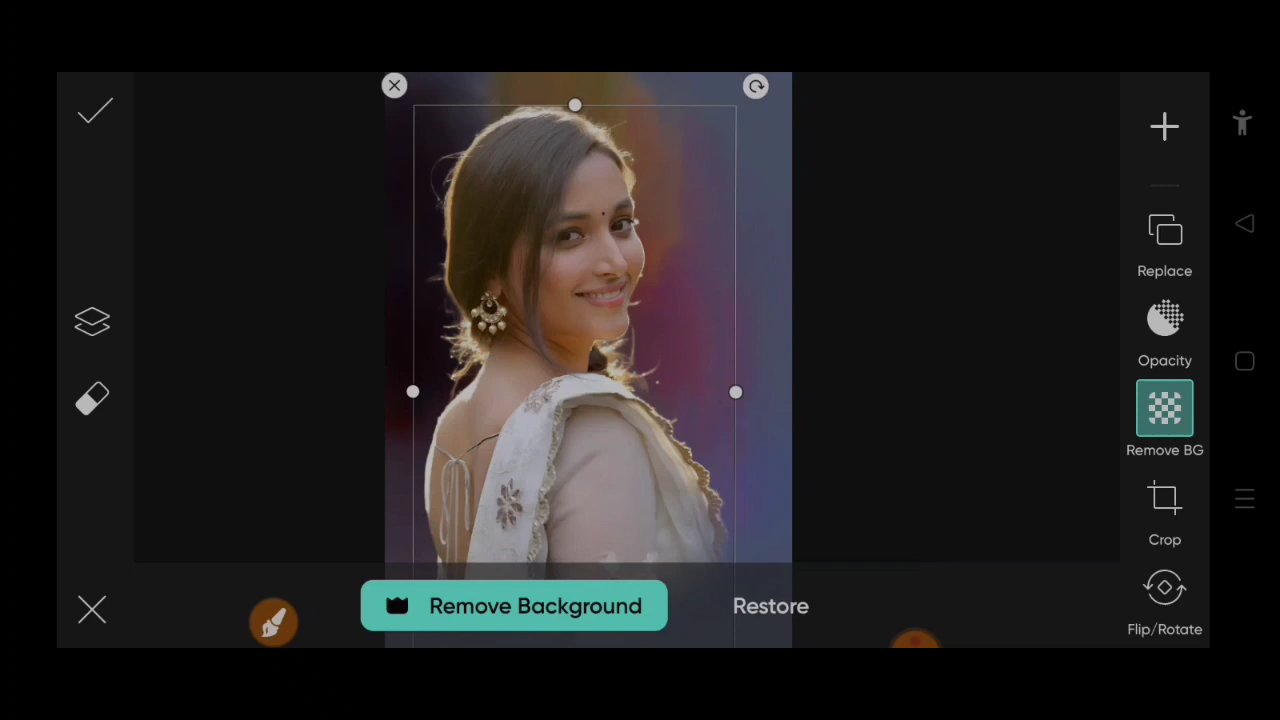 Replace
Opacity
Remove BG
Crop
Flip/Rotate
Remove Background
Restore